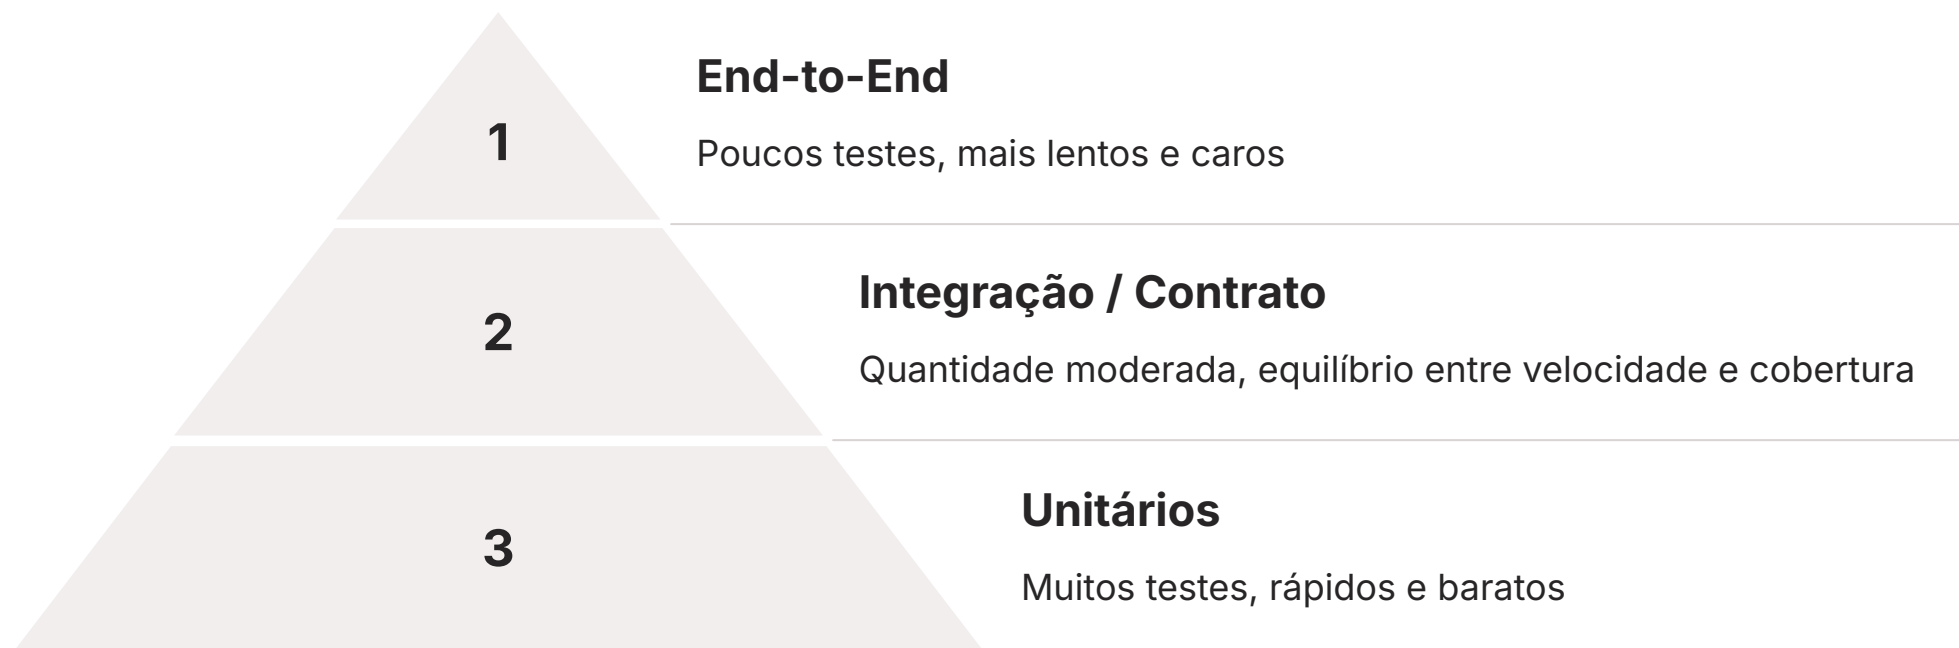 1
End-to-End
Poucos testes, mais lentos e caros
2
Integração / Contrato
Quantidade moderada, equilíbrio entre velocidade e cobertura
3
Unitários
Muitos testes, rápidos e baratos